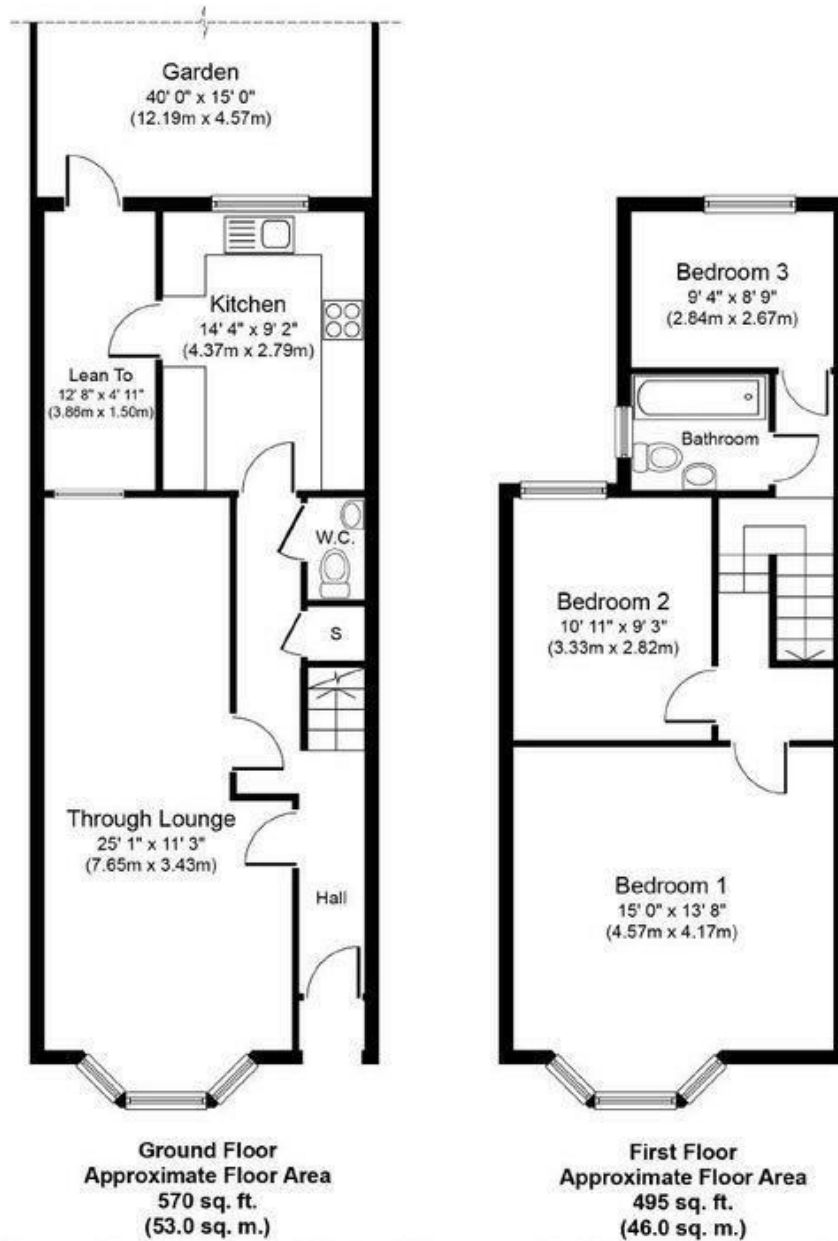 Garden
40' 0" x 15' 0"
(12.19m x 4.57m)
Kitchen
14' 4" x 9' 2"
(4.37m x 2.79m)
Lean To
12' 8" x 4' 11"
(3.86m x 1.50m)
W.C.
S
Through Lounge
25' 1" x 11' 3"
(7.65m x 3.43m)
Hall
Ground Floor
Approximate Floor Area
570 sq. ft.
(53.0 sq. m.)
Bedroom 3
9' 4" x 8' 9"
(2.84m x 2.67m)
Bathroom
Bedroom 2
10' 11" x 9' 3"
(3.33m x 2.82m)
Bedroom 1
15' 0" x 13' 8"
(4.57m x 4.17m)
First Floor
Approximate Floor Area
495 sq. ft.
(46.0 sq. m.)